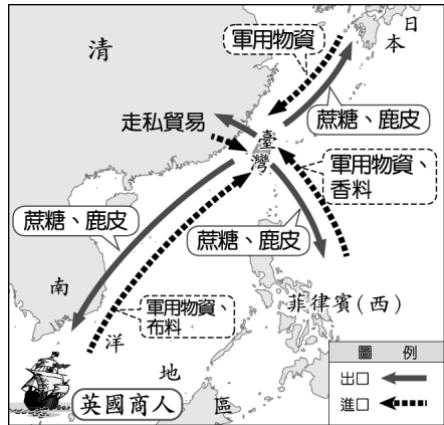 清
日
本
軍用物資
蔗糖、鹿皮
走私貿易
臺
灣
軍用物資、
香料
蔗糖、鹿皮
蔗糖、鹿皮
南
洋
地
區
軍用物資、
布料
菲律賓(西)
英國商人
圖例
出口
進口